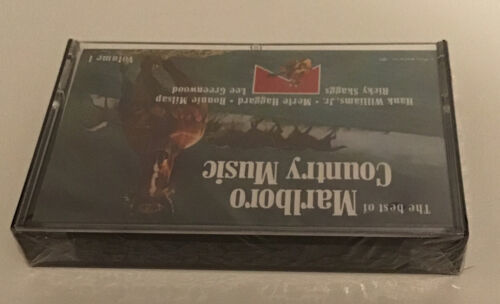 The best of
Marlboro
Country Music
Hank Williams, Jr. • Merle Haggard • Ronnie Milsap
Ricky Skaggs      Lee Greenwood
Volume 1